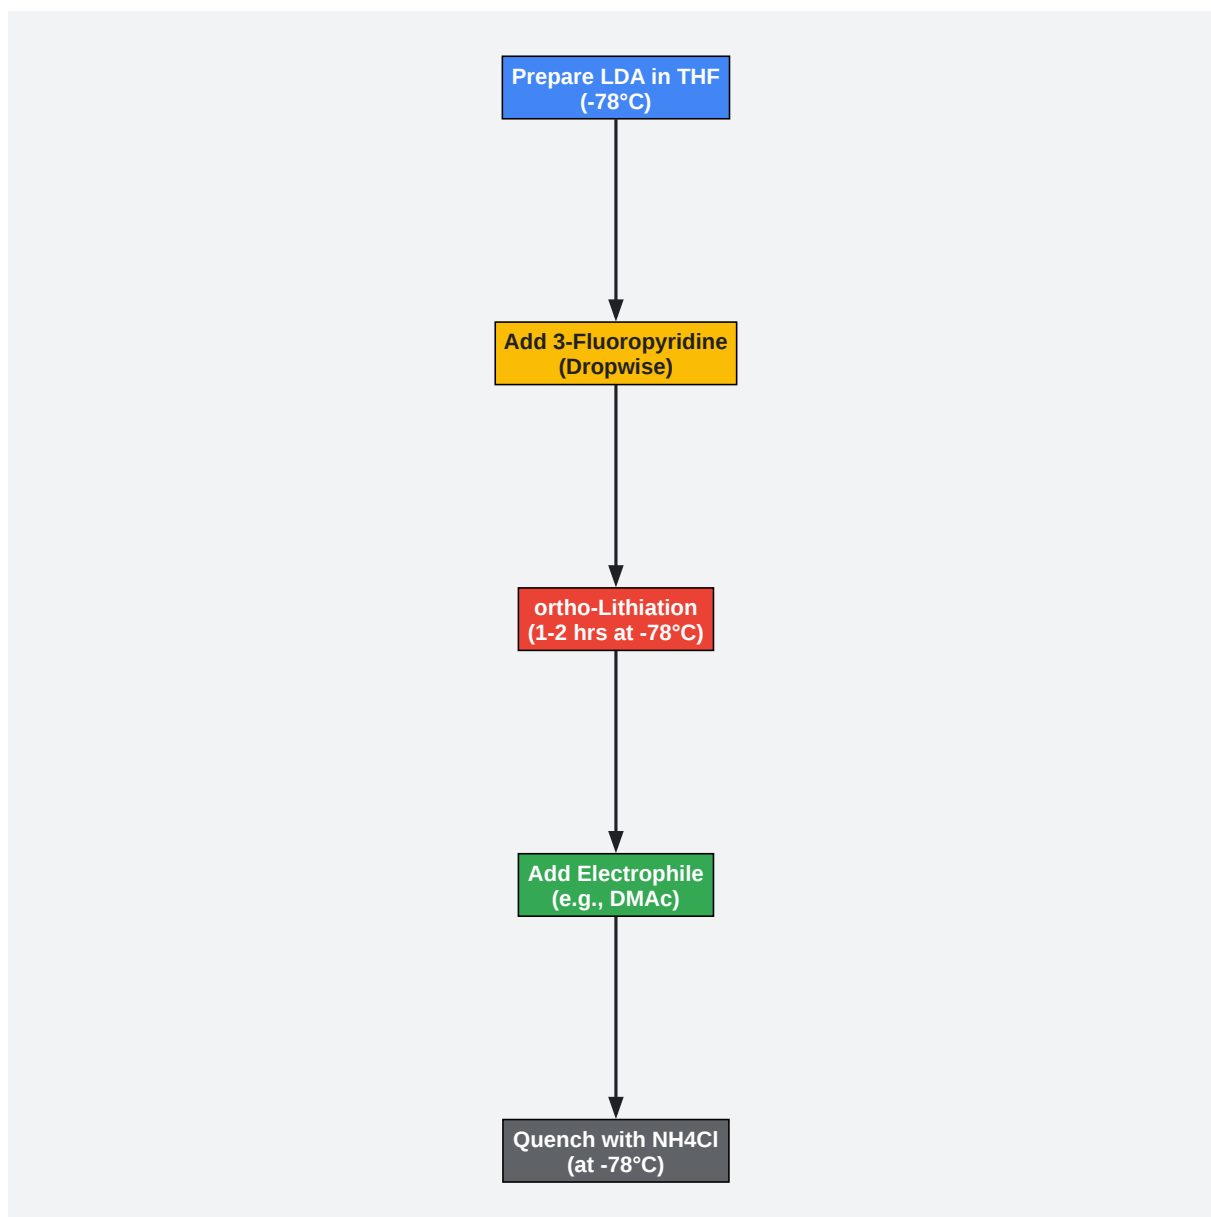 Prepare LDA in THF
(-78°C)
Add 3-Fluoropyridine
(Dropwise)
ortho-Lithiation
(1-2 hrs at -78°C)
Add Electrophile
(e.g., DMAc)
Quench with NH4Cl
(at -78°C)